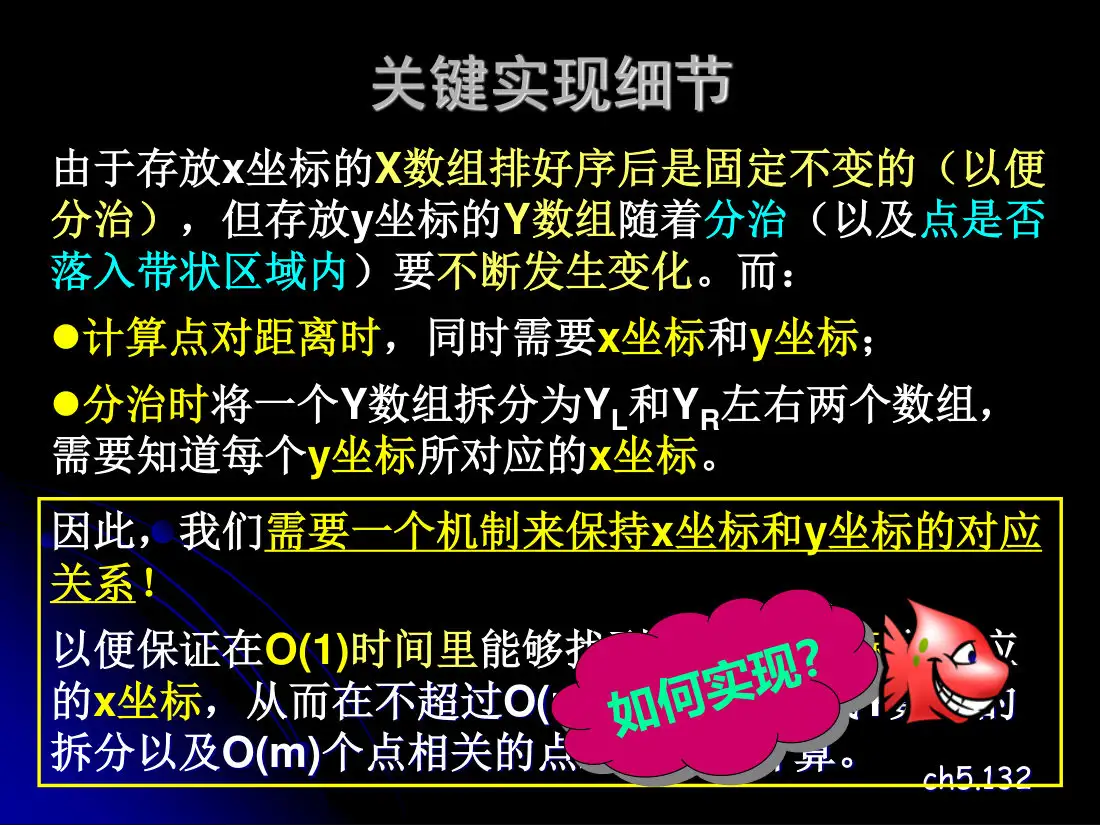 关键实现细节
由于存放x坐标的X数组排好序后是固定不变的（以便
分治），但存放y坐标的Y数组随着分治（以及点是否
落入带状区域内）要不断发生变化。而：
●计算点对距离时，同时需要x坐标和y坐标；
●分治时将一个Y数组拆分为YL和YR左右两个数组，
需要知道每个y坐标所对应的x坐标。
因此，我们需要一个机制来保持x坐标和y坐标的对应
关系！
以便保证在O(1)时间里能够 应
的x坐标，从而在不超过O( 的
拆分以及O(m)个点相关的点 算。
如何实现？
ch5.132